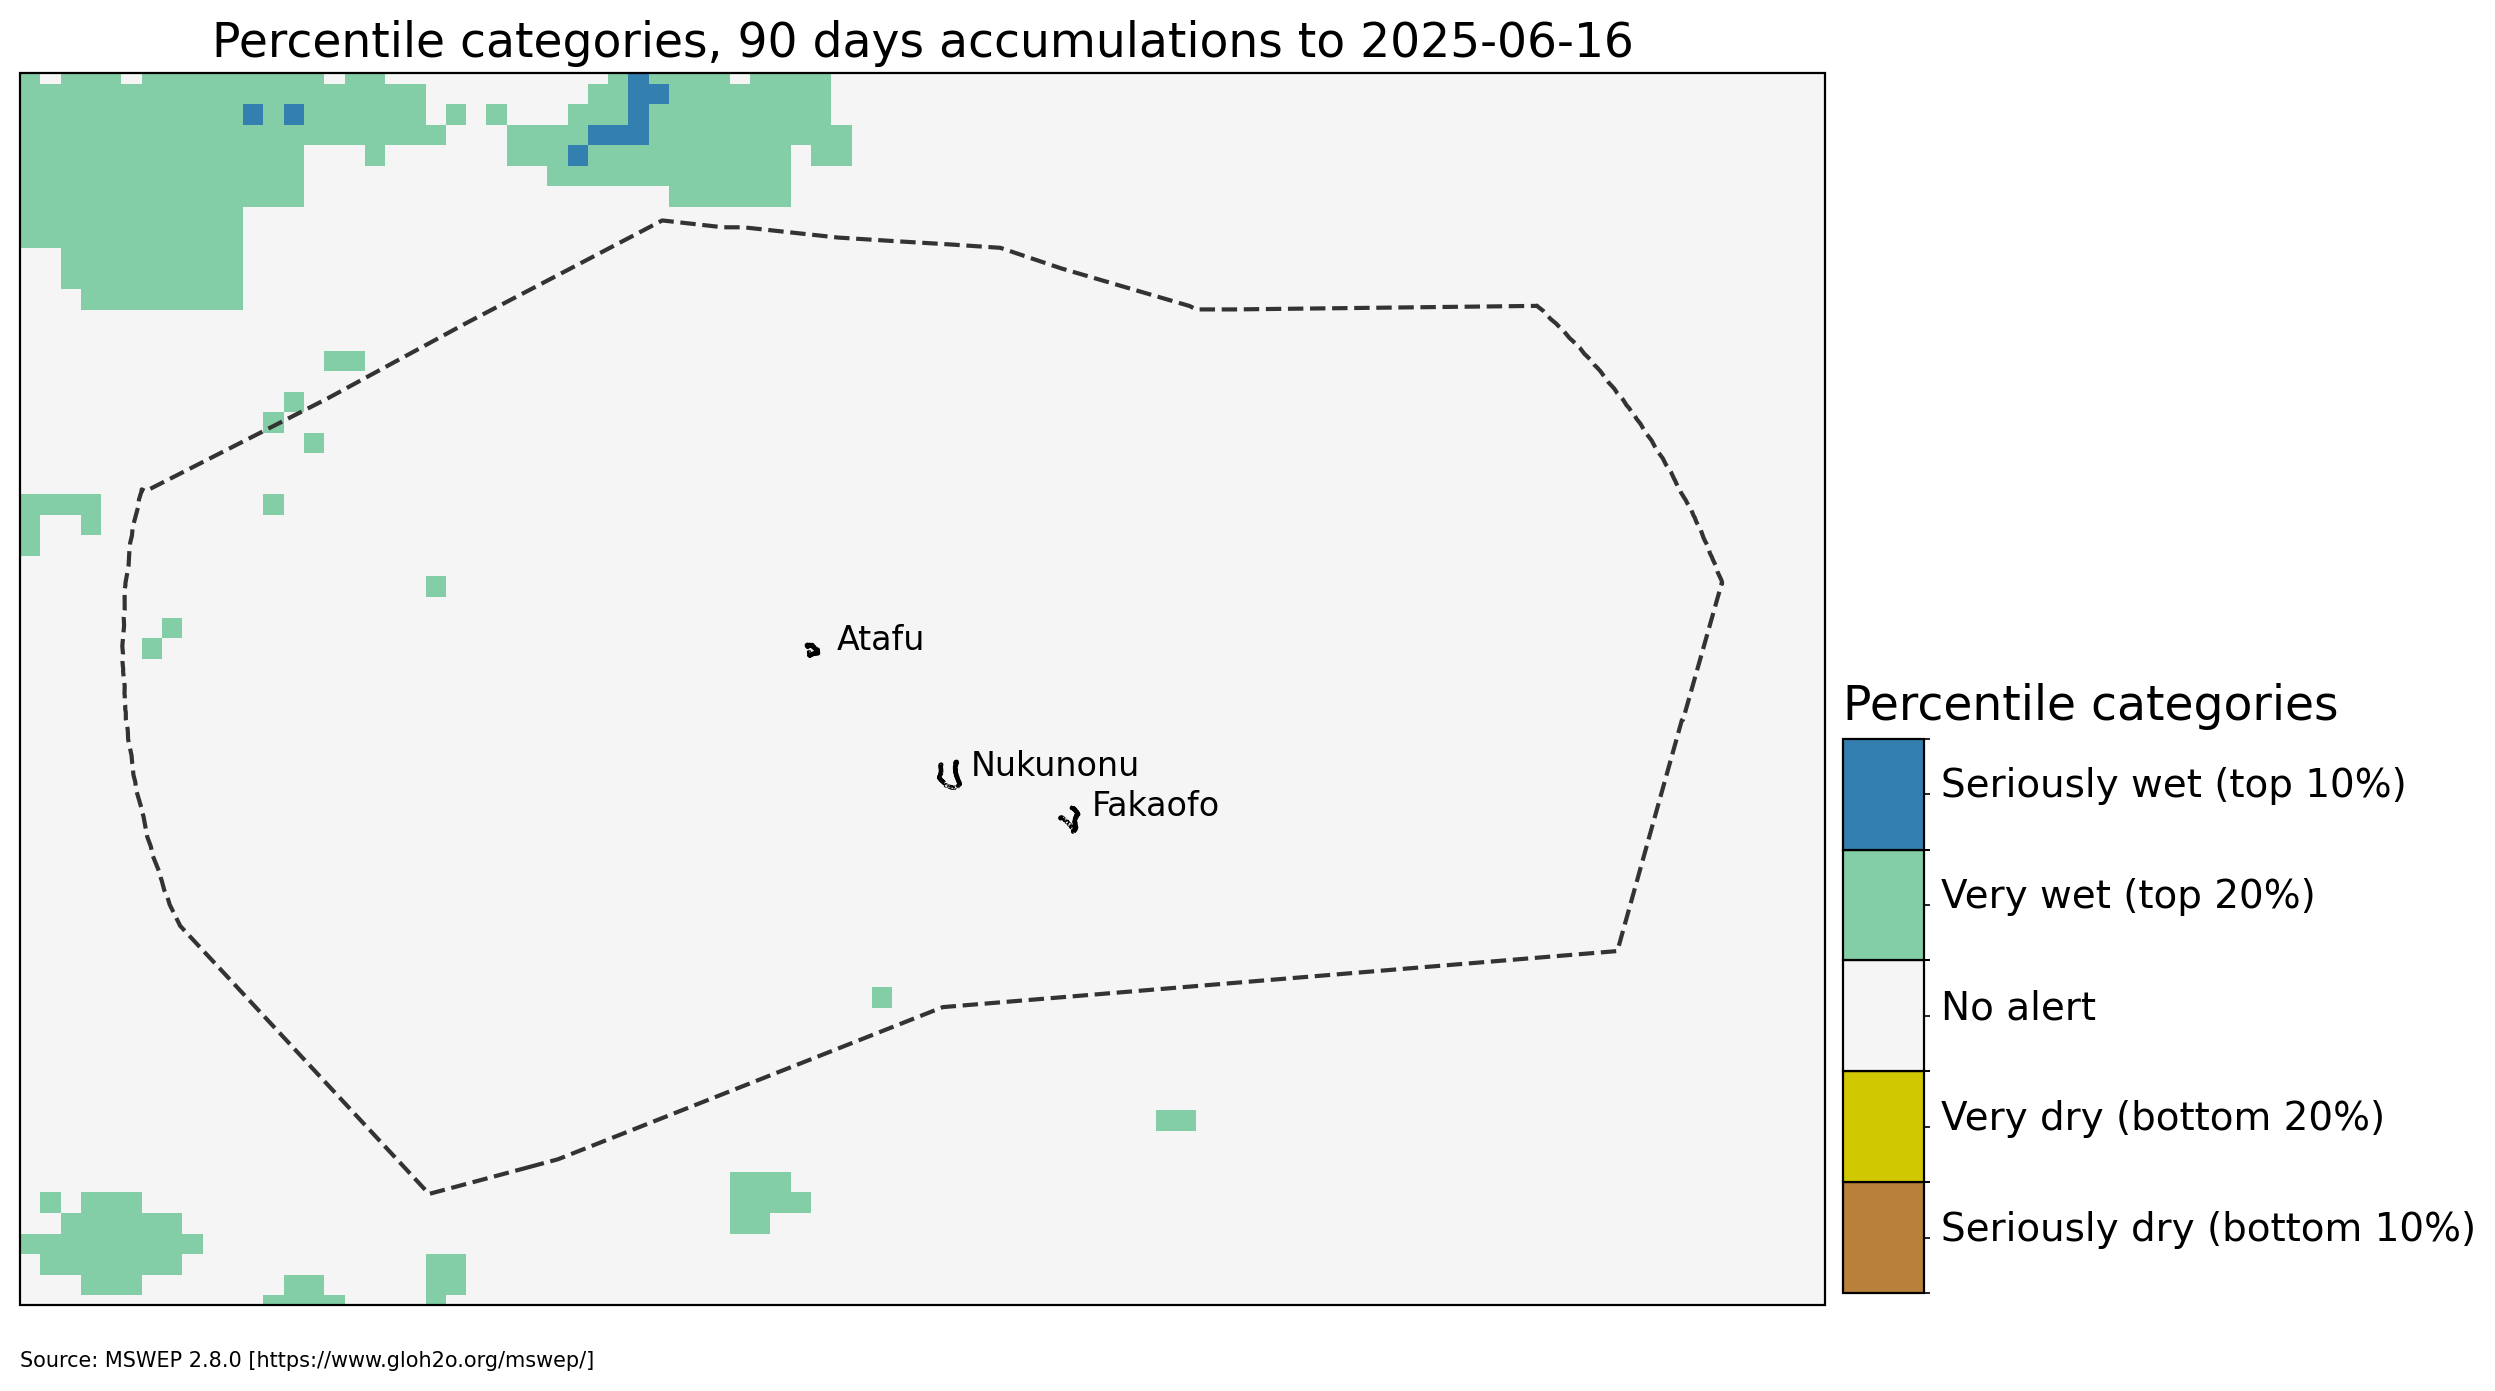 Percentile categories, 90 days accumulations to 2025-06-16
Atafu
Nukunonu
Fakaofo
Percentile categories
Seriously wet (top 10%)
Very wet (top 20%)
No alert
Very dry (bottom 20%)
Seriously dry (bottom 10%)
Source: MSWEP 2.8.0 [https://www.gloh2o.org/mswep/]